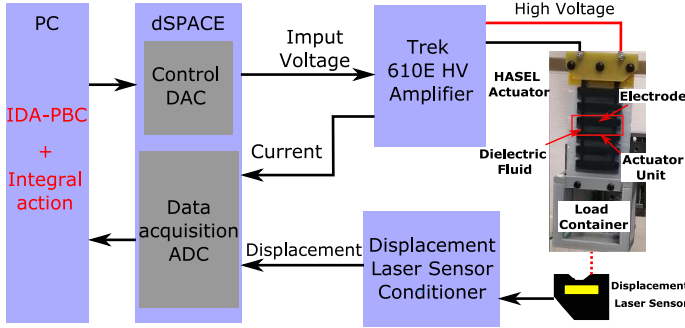 PC
IDA-PBC
+
Integral
action
dSPACE
Control
DAC
Data
acquisition
ADC
Imput
Voltage
Current
Displacement
Trek
610E HV
Amplifier
Displacement
Laser Sensor
Conditioner
High Voltage
HASEL
Actuator
Electrode
Dielectric
Fluid
Actuator
Unit
Load
Container
Displacement
Laser Sensor